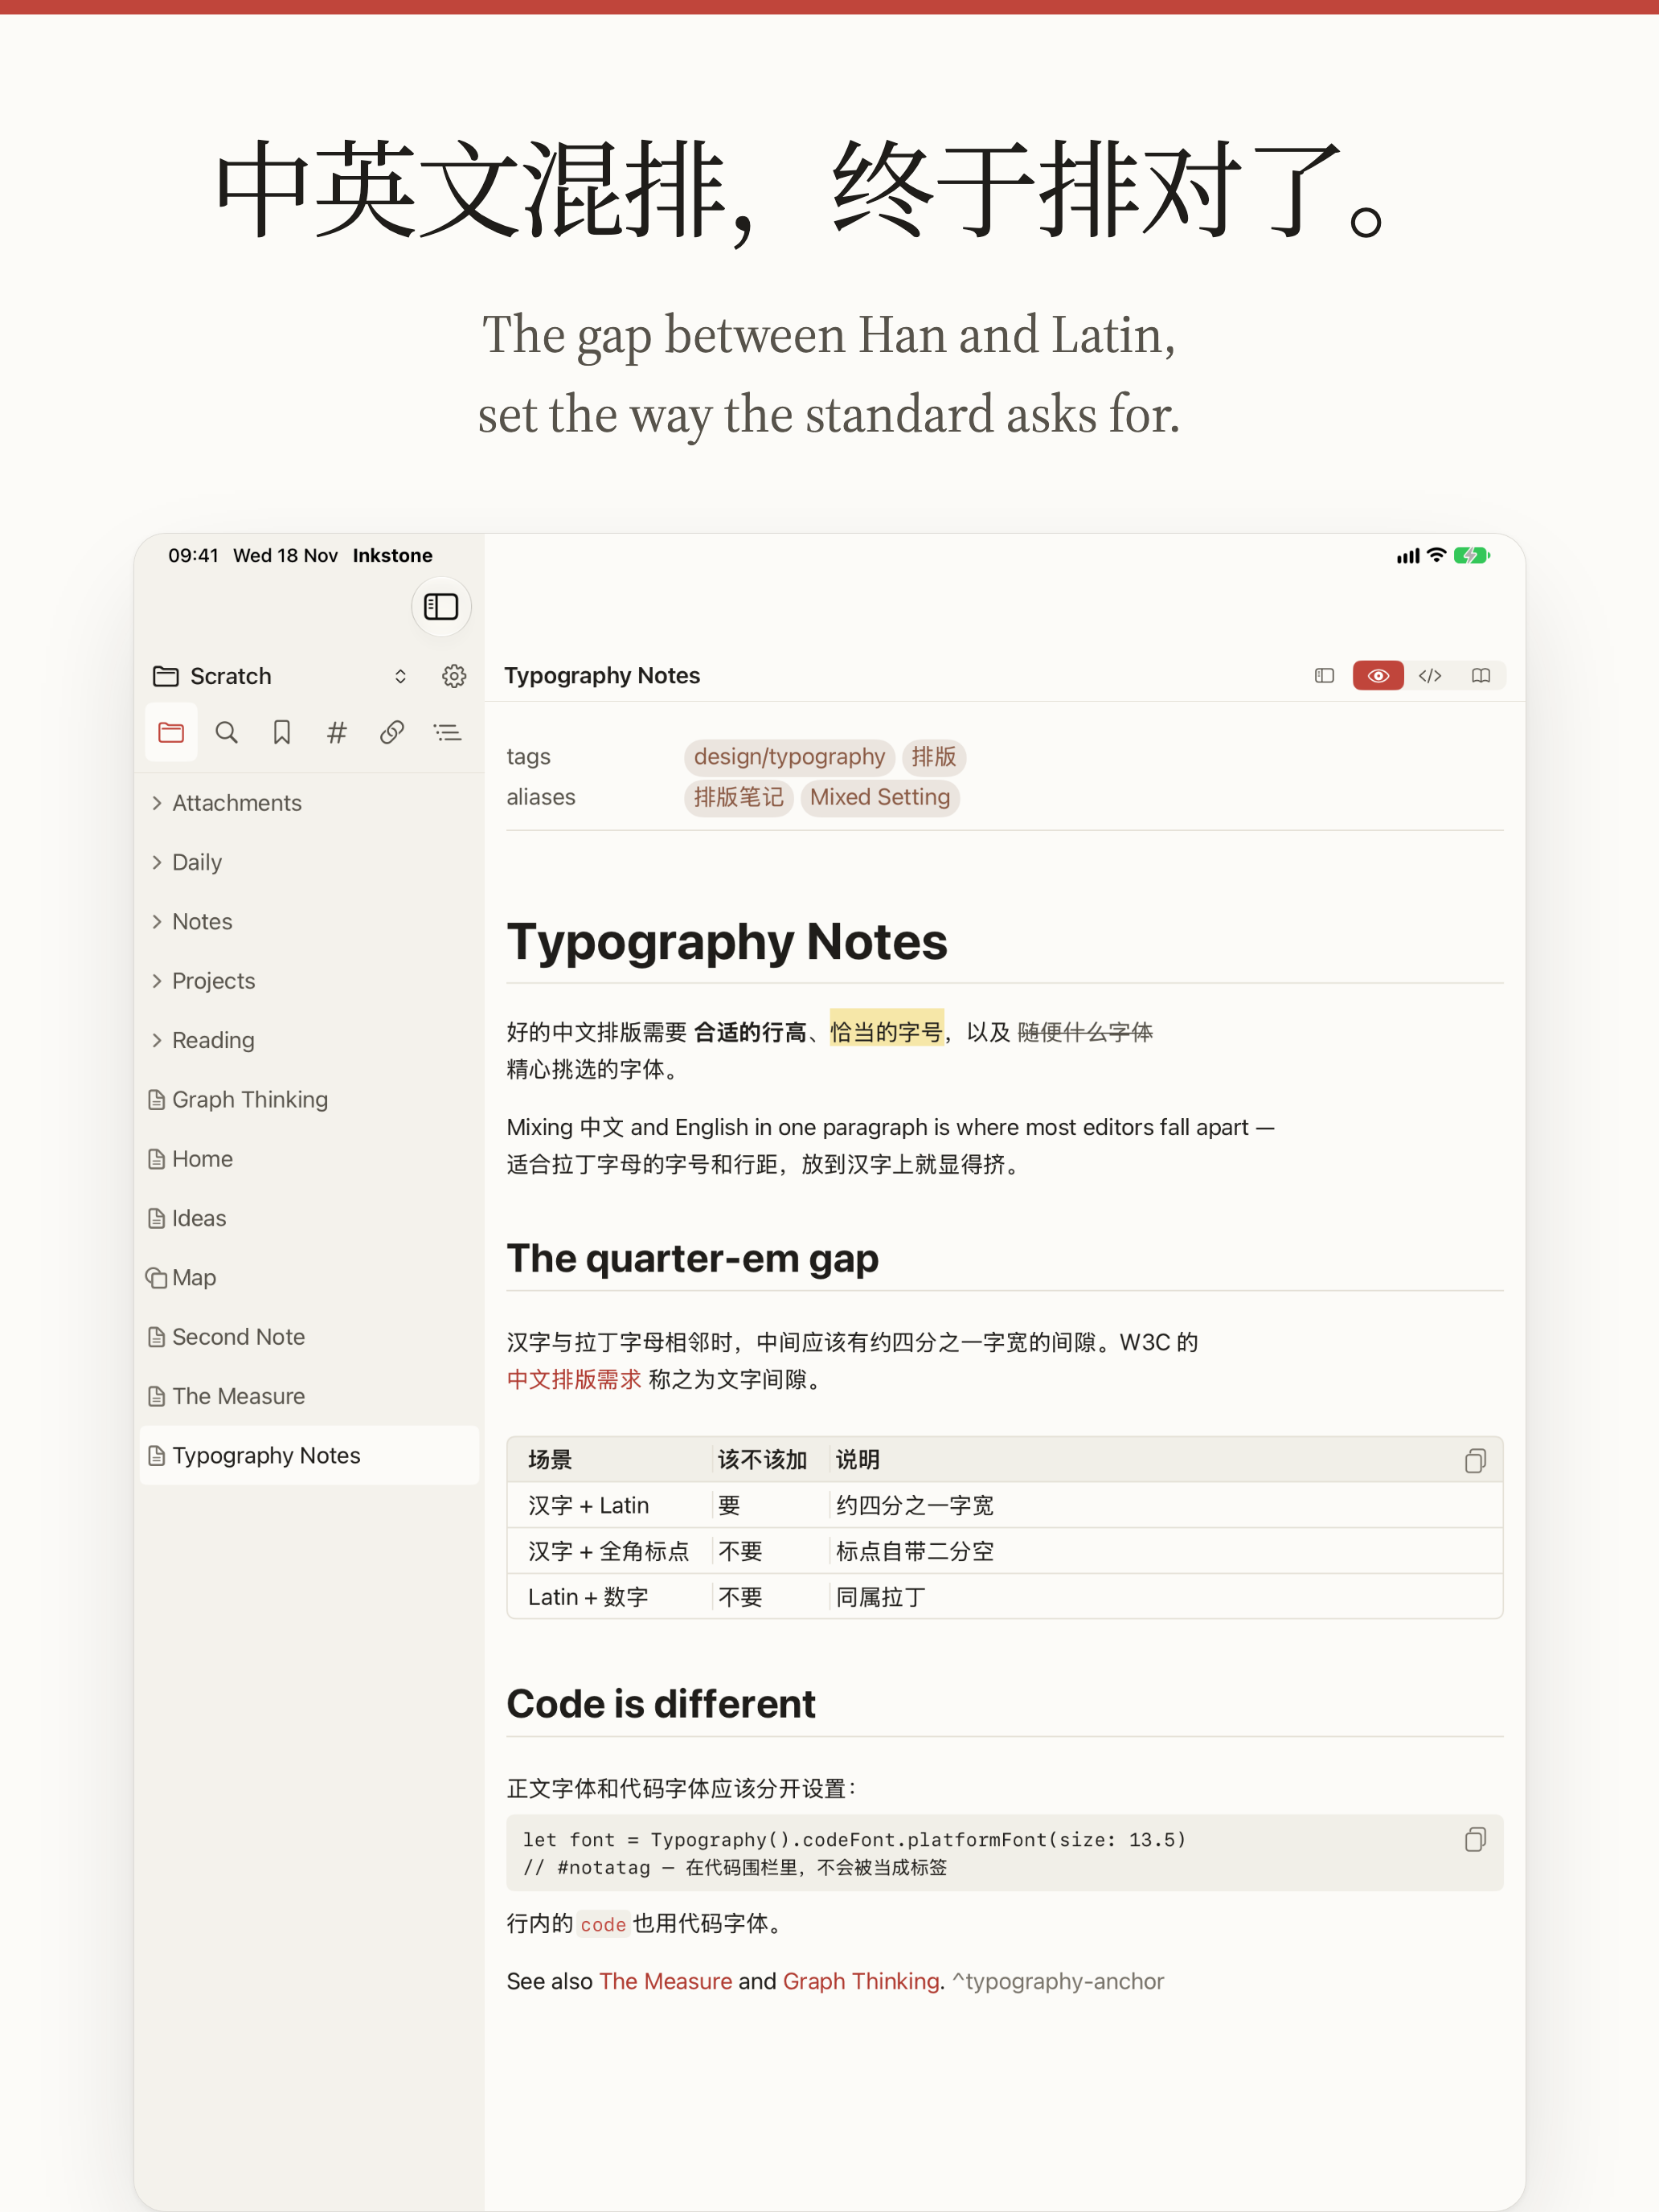 中英文混排，终于排对了。
The gap between Han and Latin,
set the way the standard asks for.
09:41 Wed 18 Nov Inkstone
Scratch
Typography Notes
tags design/typography 排版
aliases 排版笔记 Mixed Setting
Attachments
Daily
Notes
Projects
Reading
Graph Thinking
Home
Ideas
Map
Second Note
The Measure
Typography Notes
Typography Notes
好的中文排版需要 合适的行高、恰当的字号，以及 随便什么字体
精心挑选的字体。
Mixing 中文 and English in one paragraph is where most editors fall apart —
适合拉丁字母的字号和行距，放到汉字上就显得挤。
The quarter-em gap
汉字与拉丁字母相邻时，中间应该有约四分之一字宽的间隙。W3C 的
中文排版需求 称之为文字间隙。
场景 该不该加 说明
汉字 + Latin 要 约四分之一字宽
汉字 + 全角标点 不要 标点自带二分空
Latin + 数字 不要 同属拉丁
Code is different
正文字体和代码字体应该分开设置：
let font = Typography().codeFont.platformFont(size: 13.5)
// #notatag — 在代码围栏里，不会被当成标签
行内的 code 也用代码字体。
See also The Measure and Graph Thinking. ^typography-anchor